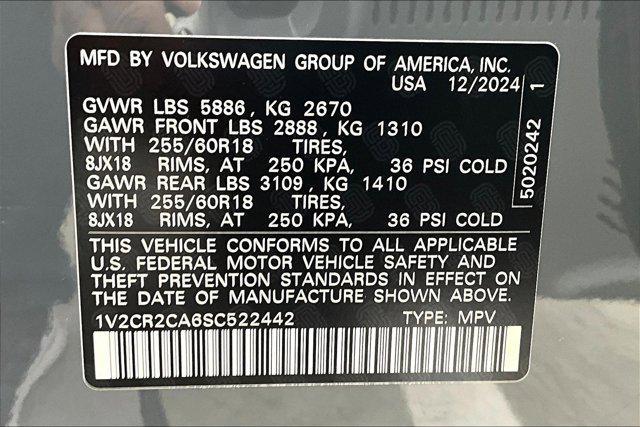 MFD BY VOLKSWAGEN GROUP OF AMERICA, INC.
USA 12/2024
GVWR LBS 5886, KG 2670
GAWR FRONT LBS 2888, KG 1310
WITH 255/60R18 TIRES,
8JX18 RIMS, AT 250 KPA, 36 PSI COLD
GAWR REAR LBS 3109, KG 1410
WITH 255/60R18 TIRES,
8JX18 RIMS, AT 250 KPA, 36 PSI COLD
5020242 1
THIS VEHICLE CONFORMS TO ALL APPLICABLE
U.S. FEDERAL MOTOR VEHICLE SAFETY AND
THEFT PREVENTION STANDARDS IN EFFECT ON
THE DATE OF MANUFACTURE SHOWN ABOVE.
1V2CR2CA6SC522442 TYPE: MPV